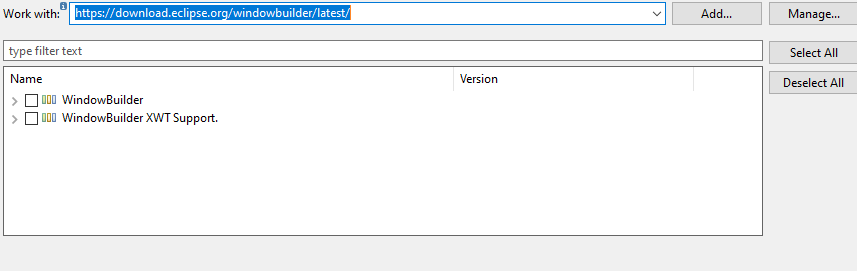 Work with: https://download.eclipse.org/windowbuilder/latest/ Add... Manage...
type filter text Select All
Name Version
Deselect All
WindowBuilder
WindowBuilder XWT Support.